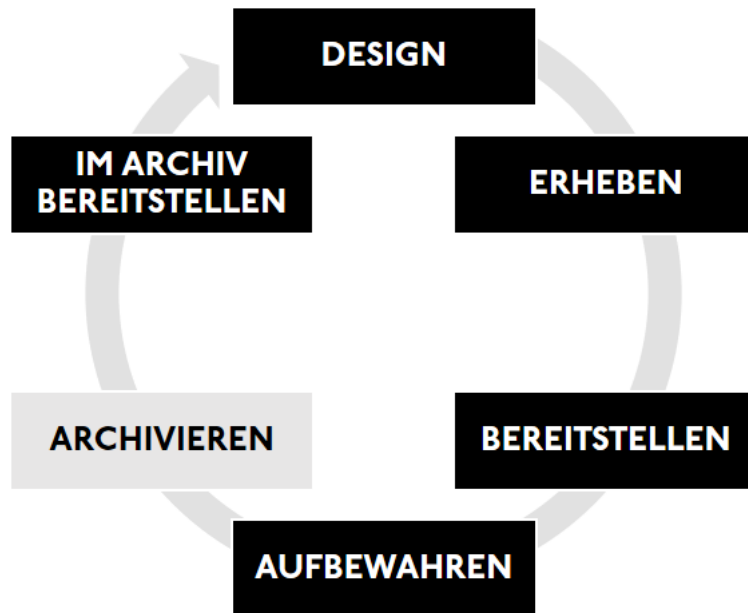 DESIGN
ERHEBEN
BEREITSTELLEN
AUFBEWAHREN
ARCHIVIEREN
IM ARCHIV
BEREITSTELLEN